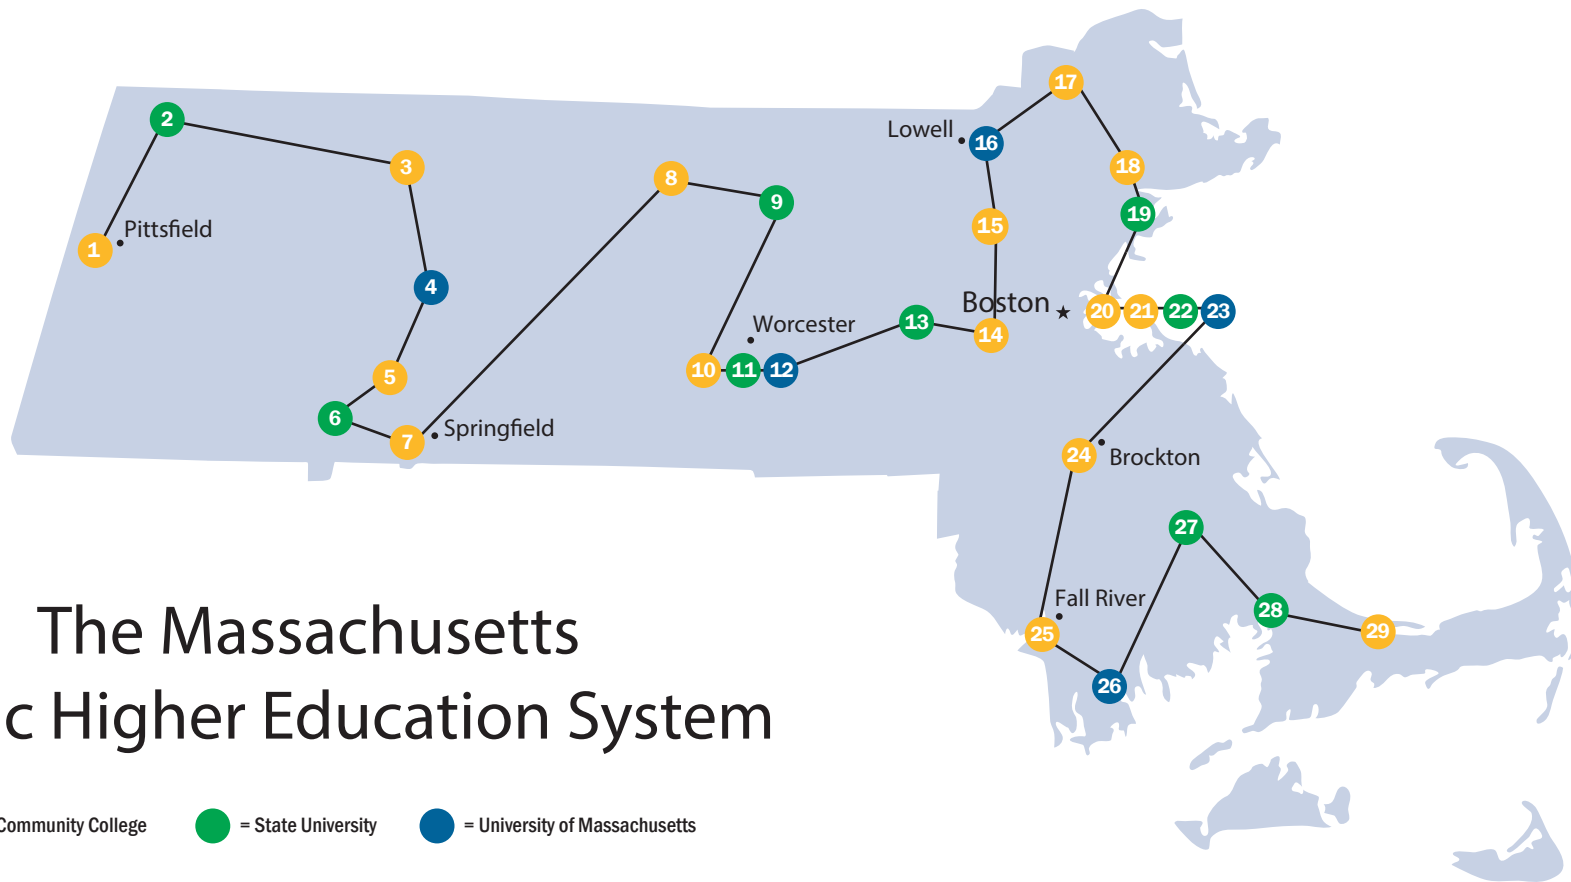 17
2
Lowell
16
3
18
8
9
19
Pittsfield
15
1
4
Boston
20
21
22
23
Worcester
13
14
10
11
12
5
6
7
Springfield
24
Brockton
27
Fall River
28
25
29
26
The Massachusetts
c Higher Education System
Community College
= State University
= University of Massachusetts